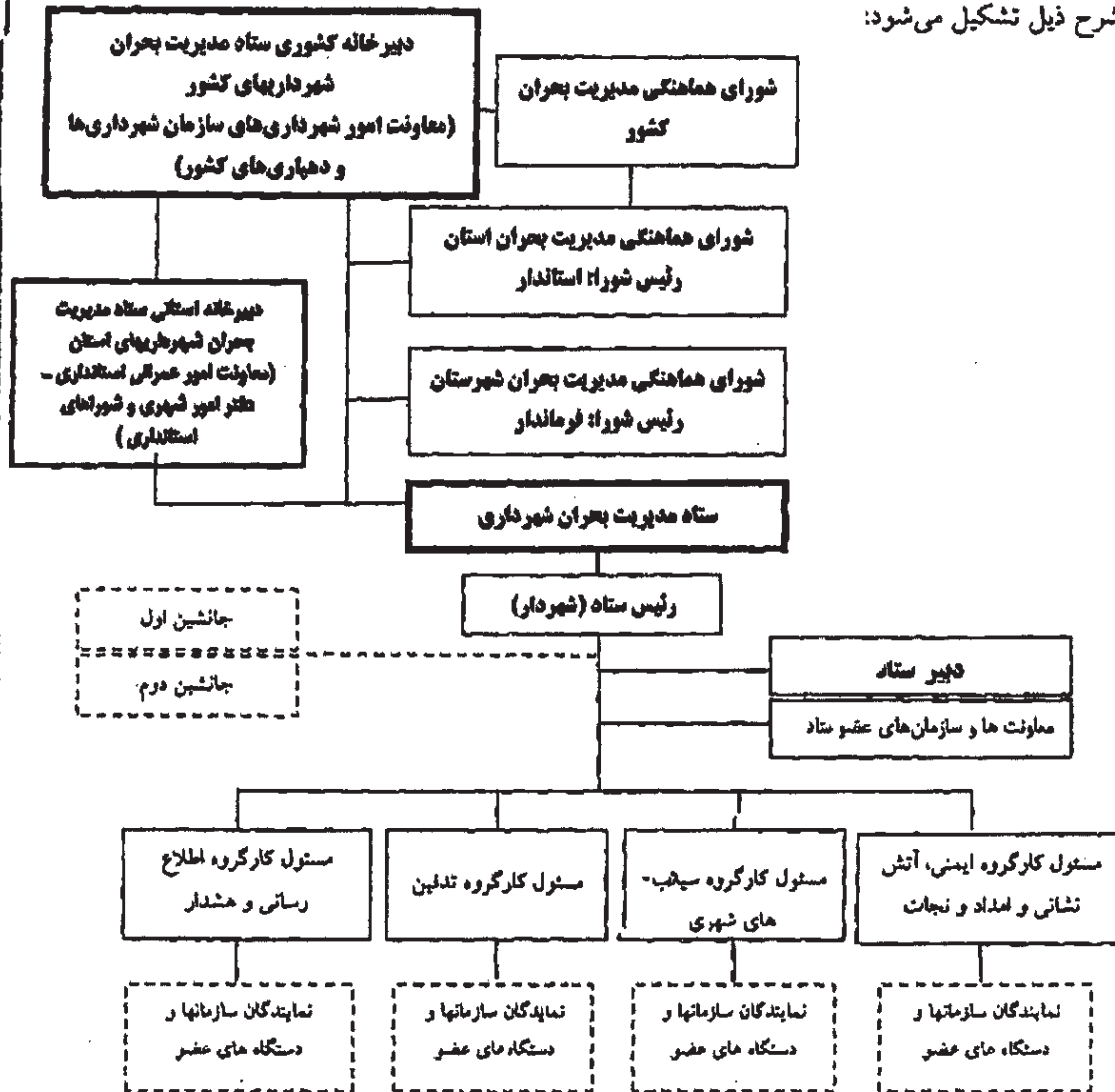 شرح ذیل تشکیل می‌شود:
دبیرخانه کشوری ستاد مدیریت بحران
شهرداریهای کشور
(معاونت امور شهرداری‌های سازمان شهرداری‌ها
و دهیاری‌های کشور)
شورای هماهنگی مدیریت بحران
کشور
شورای هماهنگی مدیریت بحران استان
رئیس شورا: استاندار
دبیرخانه استانی ستاد مدیریت
بحران شهرداریهای استان
(معاونت امور عمرانی استانداری –
دفتر امور شهری و شوراهای
استانداری)
شورای هماهنگی مدیریت بحران شهرستان
رئیس شورا: فرماندار
ستاد مدیریت بحران شهرداری
رئیس ستاد (شهردار)
جانشین اول
جانشین دوم
دبیر ستاد
معاونت ها و سازمان‌های عضو ستاد
مسئول کارگروه ایمنی، آتش
نشانی و امداد و نجات
مسئول کارگروه سیلاب-
های شهری
مسئول کارگروه تدفین
مسئول کارگروه اطلاع
رسانی و هشدار
نمایندگان سازمانها و
دستگاه های عضو
نمایندگان سازمانها و
دستگاه های عضو
نمایندگان سازمانها و
دستگاه های عضو
نمایندگان سازمانها و
دستگاه های عضو